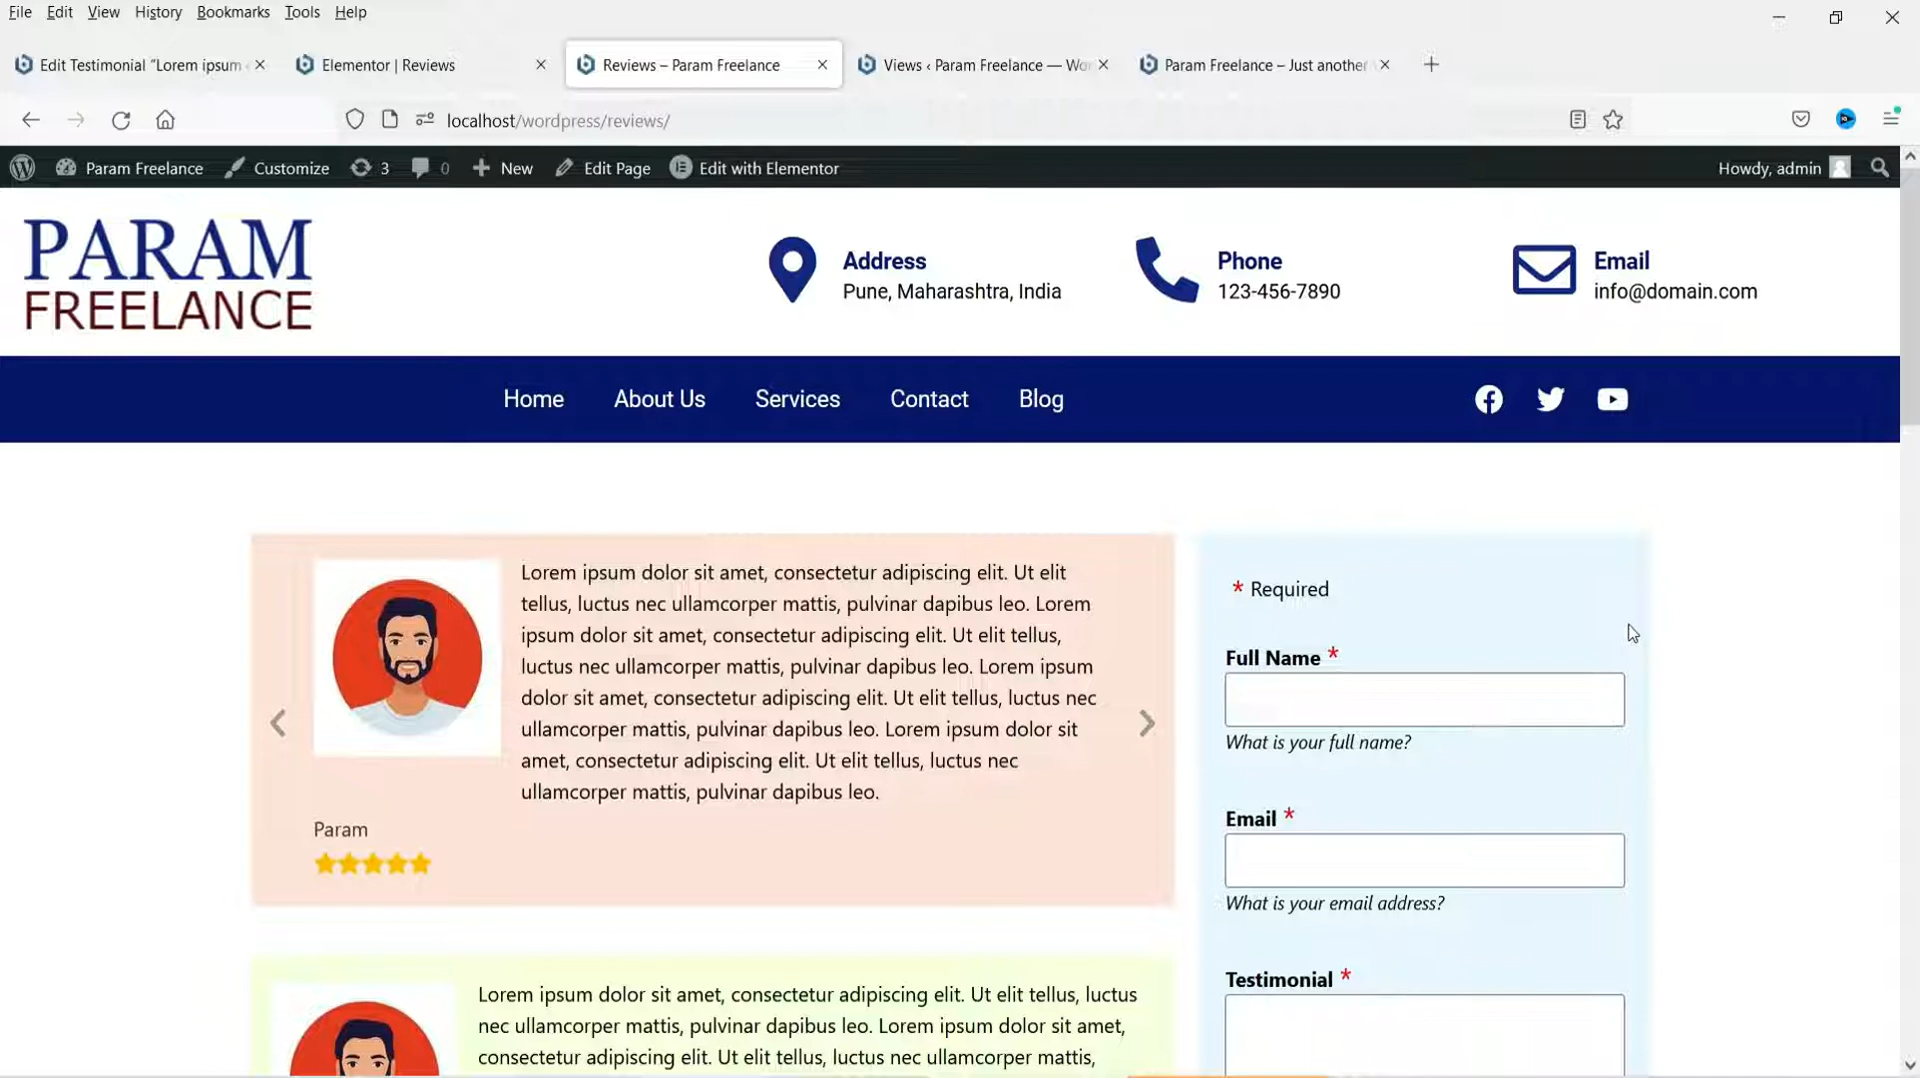 File Edit View History Bookmarks Tools Help
Edit Testimonial “Lorem ipsum
Elementor | Reviews
Reviews – Param Freelance
Views ‹ Param Freelance — Wor
Param Freelance – Just another
localhost/wordpress/reviews/
Param Freelance Customize 3 0 New Edit Page Edit with Elementor Howdy, admin
PARAM
FREELANCE
Address
Pune, Maharashtra, India
Phone
123-456-7890
Email
info@domain.com
Home About Us Services Contact Blog
Lorem ipsum dolor sit amet, consectetur adipiscing elit. Ut elit
tellus, luctus nec ullamcorper mattis, pulvinar dapibus leo. Lorem
ipsum dolor sit amet, consectetur adipiscing elit. Ut elit tellus,
luctus nec ullamcorper mattis, pulvinar dapibus leo. Lorem ipsum
dolor sit amet, consectetur adipiscing elit. Ut elit tellus, luctus nec
ullamcorper mattis, pulvinar dapibus leo. Lorem ipsum dolor sit
amet, consectetur adipiscing elit. Ut elit tellus, luctus nec
ullamcorper mattis, pulvinar dapibus leo.
Param
Lorem ipsum dolor sit amet, consectetur adipiscing elit. Ut elit tellus, luctus
nec ullamcorper mattis, pulvinar dapibus leo. Lorem ipsum dolor sit amet,
consectetur adipiscing elit. Ut elit tellus, luctus nec ullamcorper mattis,
* Required
Full Name *
What is your full name?
Email *
What is your email address?
Testimonial *